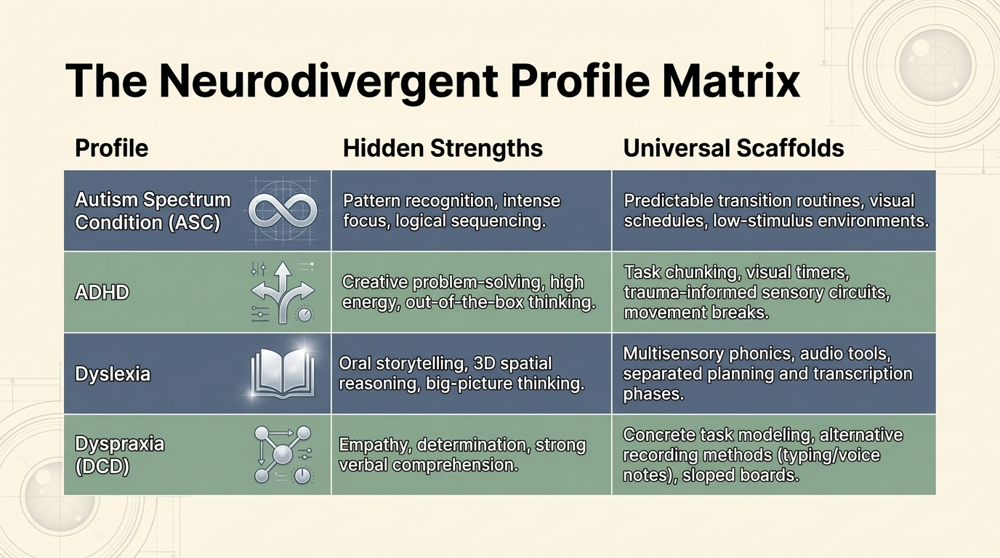 The Neurodivergent Profile Matrix
Profile
Hidden Strengths
Universal Scaffolds
Autism Spectrum
Condition (ASC)
Pattern recognition, intense
focus, logical sequencing.
Predictable transition routines, visual
schedules, low-stimulus environments.
ADHD
Creative problem-solving, high
energy, out-of-the-box thinking.
Task chunking, visual timers,
trauma-informed sensory circuits,
movement breaks.
Dyslexia
Oral storytelling, 3D spatial
reasoning, big-picture thinking.
Multisensory phonics, audio tools,
separated planning and transcription
phases.
Dyspraxia
(DCD)
Empathy, determination, strong
verbal comprehension.
Concrete task modeling, alternative
recording methods (typing/voice
notes), sloped boards.